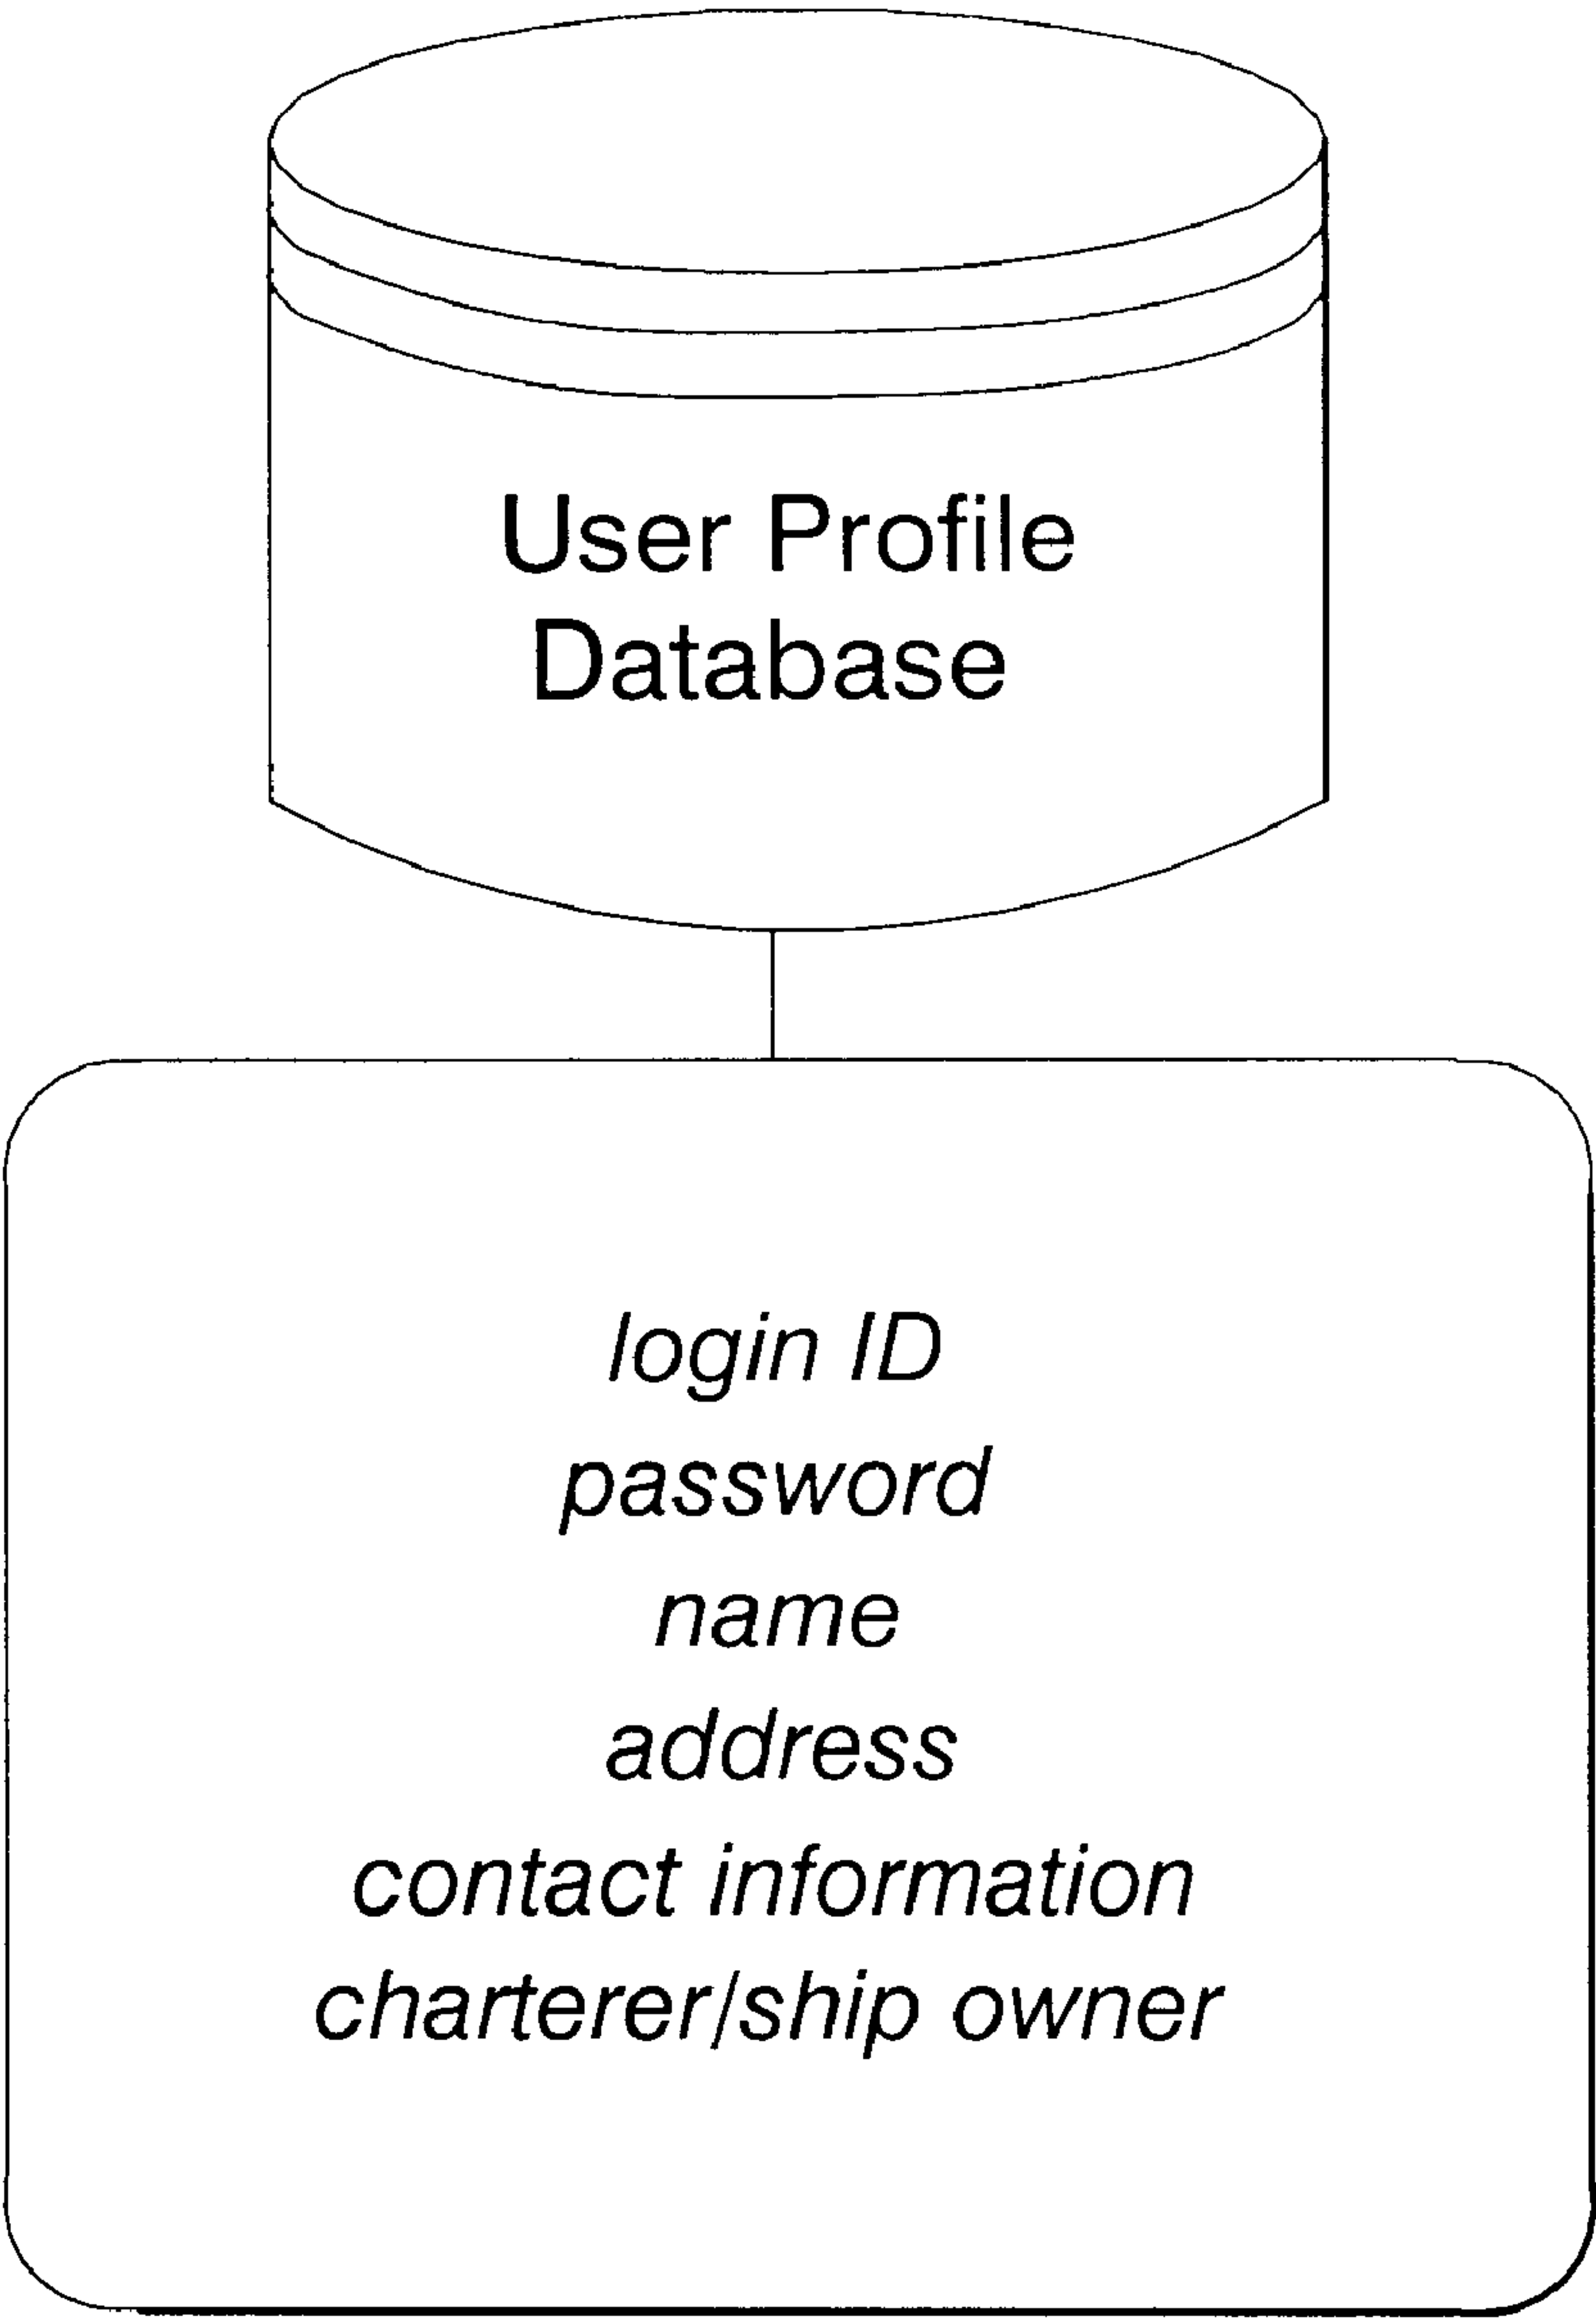 User Profile
Database
login ID
password
name
address
contact information
charterer/ship owner